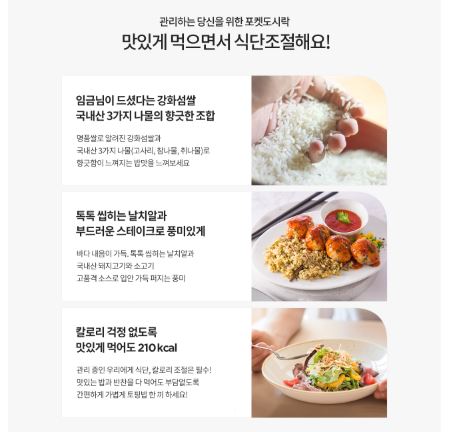 관리하는 당신을 위한 포켓도시락
맛있게 먹으면서 식단조절해요!
임금님이 드셨다는 강화섬쌀
국내산 3가지 나물의 향긋한 조합
명품쌀로 알려진 강화섬쌀과
국내산 3가지 나물(고사리, 참나물, 취나물)로
향긋함이 느껴지는 밥맛을 느껴보세요
톡톡 씹히는 날치알과
부드러운 스테이크로 풍미있게
바다 내음이 가득, 톡톡 씹히는 날치알과
국내산 돼지고기와 소고기
고품격 소스로 입안 가득 퍼지는 풍미
칼로리 걱정 없도록
맛있게 먹어도 210kcal
관리 중인 우리에게 식단, 칼로리 조절은 필수!
맛있는 밥과 반찬을 다 먹어도 부담없도록
간편하게 가볍게 토핑밥 한 끼 하세요!